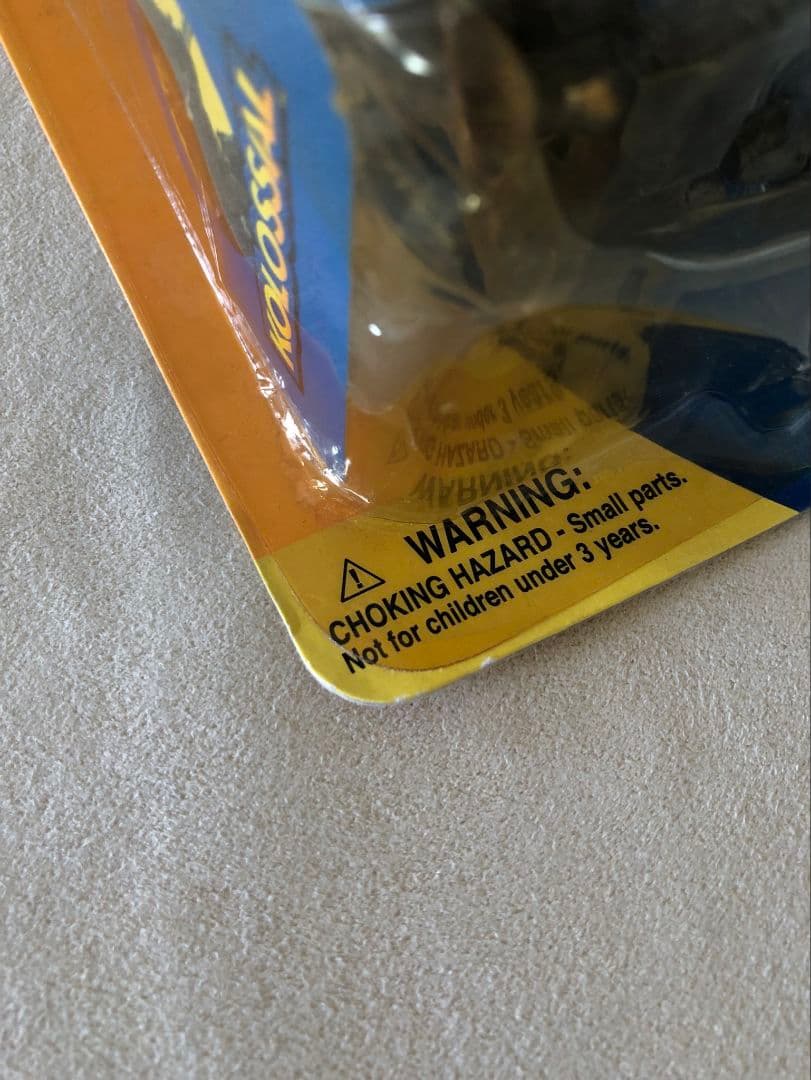 KOLOSSAL
WARNING:
CHOKING HAZARD - Small parts.
Not for children under 3 years.